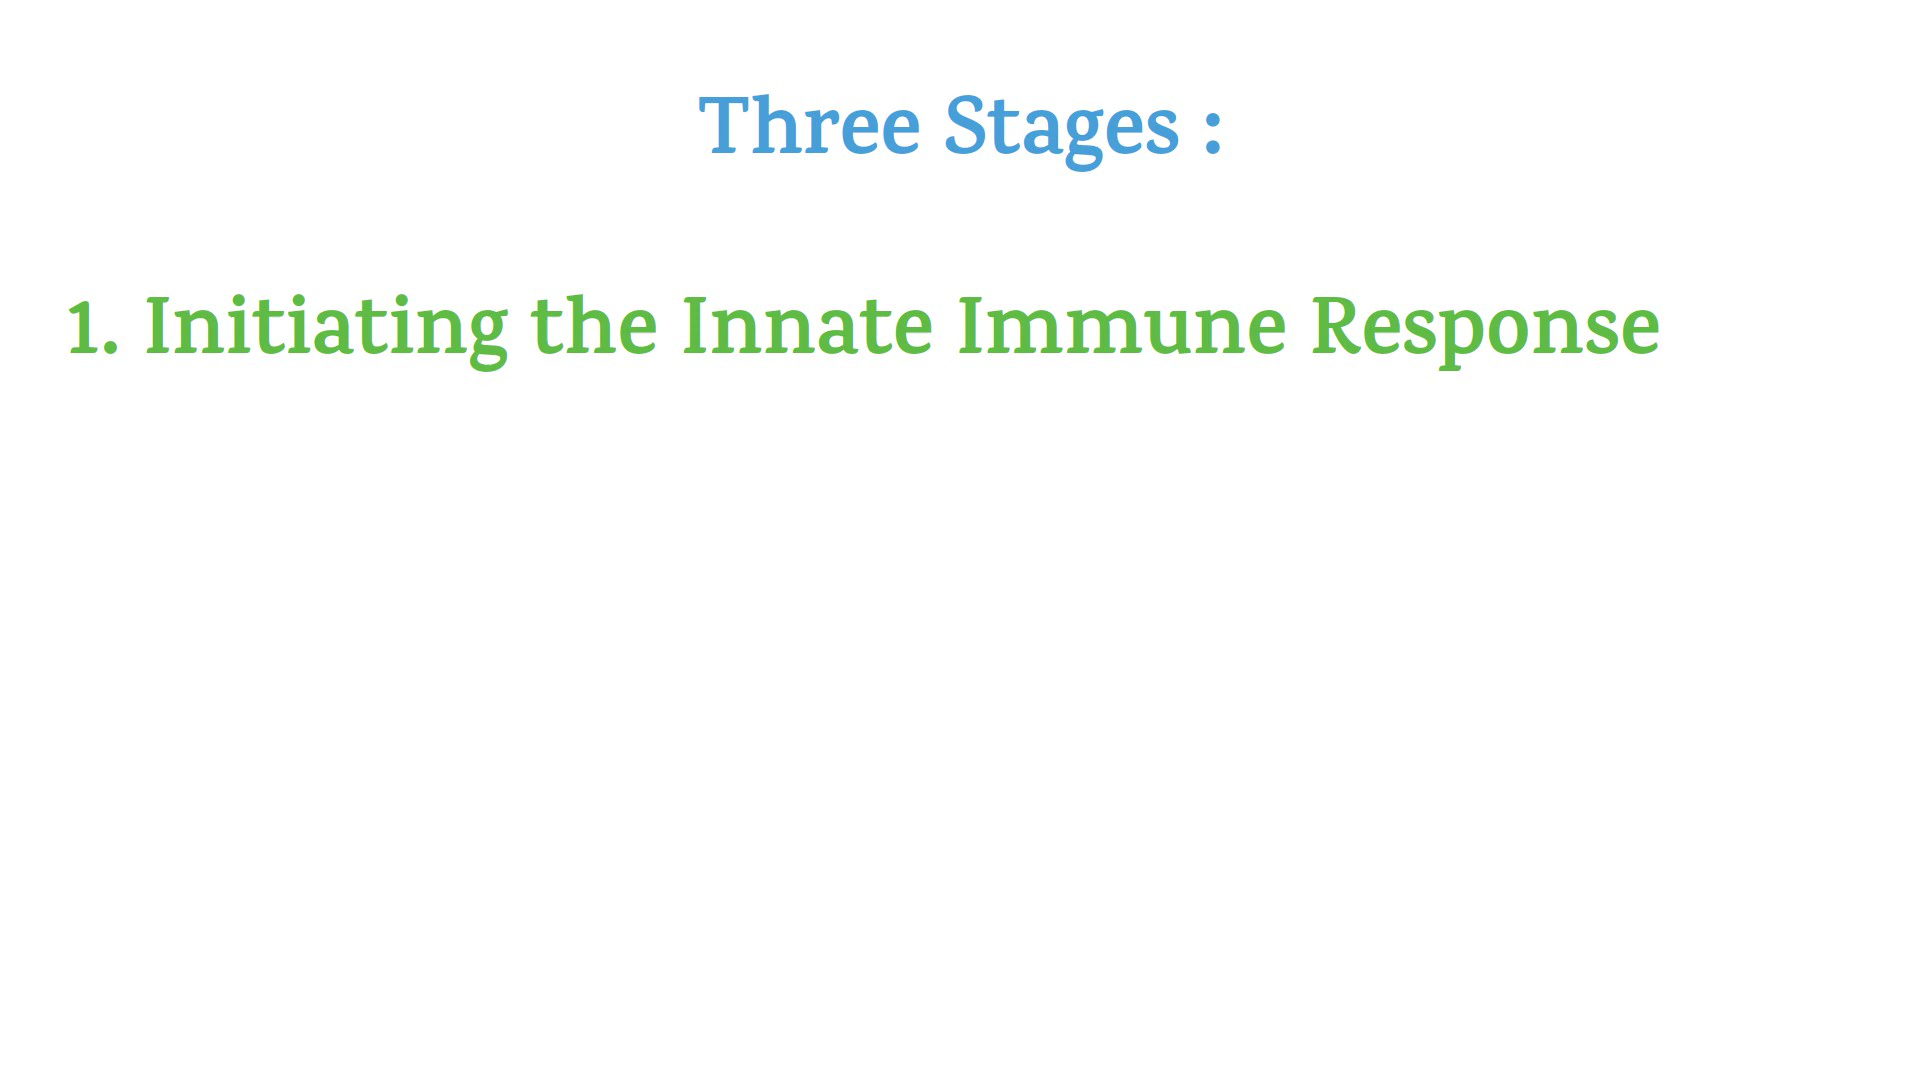 Three Stages :
1. Initiating the Innate Immune Response